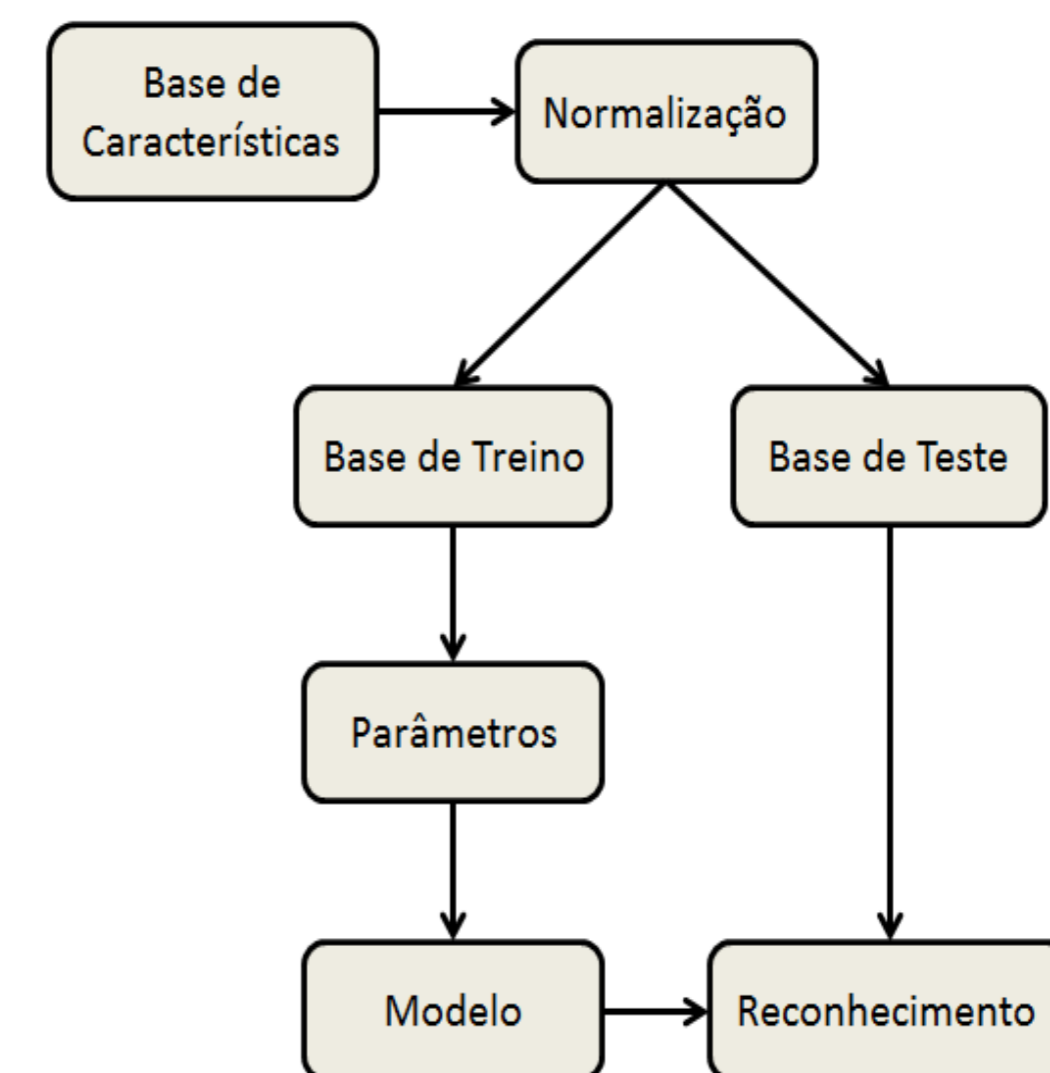 Base de
Características
Normalização
Base de Treino
Base de Teste
Parâmetros
Modelo
Reconhecimento